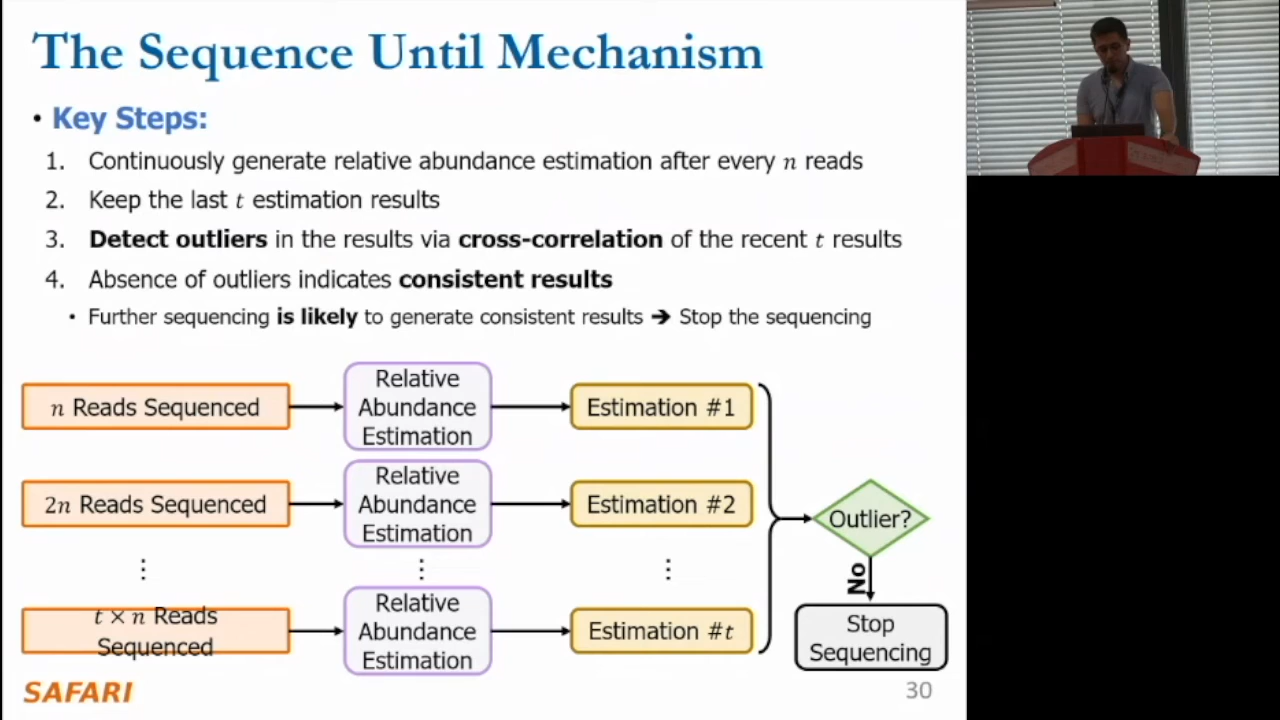 The Sequence Until Mechanism
• Key Steps:
1. Continuously generate relative abundance estimation after every n reads
2. Keep the last t estimation results
3. Detect outliers in the results via cross-correlation of the recent t results
4. Absence of outliers indicates consistent results
• Further sequencing is likely to generate consistent results ➔ Stop the sequencing
n Reads Sequenced
Relative
Abundance
Estimation
Estimation #1
2n Reads Sequenced
Relative
Abundance
Estimation
Estimation #2
Outlier?
No
⋮ ⋮ ⋮
t × n Reads
Sequenced
Relative
Abundance
Estimation
Estimation #t
Stop
Sequencing
SAFARI
30